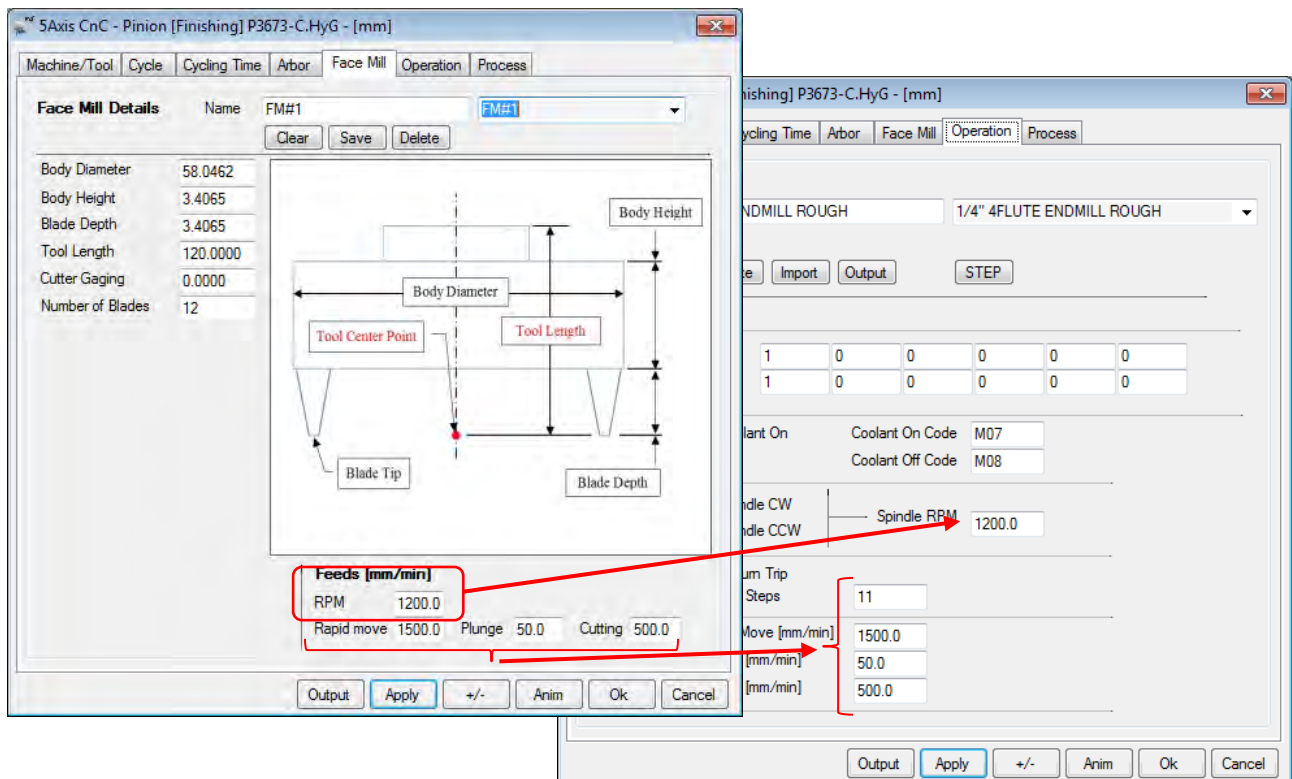 5Axis CnC - Pinion [Finishing] P3673-C.HyG - [mm]
Machine/Tool Cycle Cycling Time Arbor Face Mill Operation Process
Face Mill Details Name FM#1 FM#1
Clear Save Delete
Body Diameter 58.0462
Body Height 3.4065
Blade Depth 3.4065
Tool Length 120.0000
Cutter Gaging 0.0000
Number of Blades 12
Body Height
Body Diameter
Tool Center Point
Tool Length
Blade Tip
Blade Depth
Feeds [mm/min]
RPM 1200.0
Rapid move 1500.0 Plunge 50.0 Cutting 500.0
Output Apply +/- Anim Ok Cancel
nishing] P3673-C.HyG - [mm]
ycling Time Arbor Face Mill Operation Process
NDMILL ROUGH 1/4" 4FLUTE ENDMILL ROUGH
te Import Output STEP
1 0 0 0 0 0
1 0 0 0 0 0
lant On Coolant On Code M07
Coolant Off Code M08
ndle CW
Spindle RPM 1200.0
ndle CCW
um Trip
Steps 11
Move [mm/min] 1500.0
[mm/min] 50.0
[mm/min] 500.0
Output Apply +/- Anim Ok Cancel